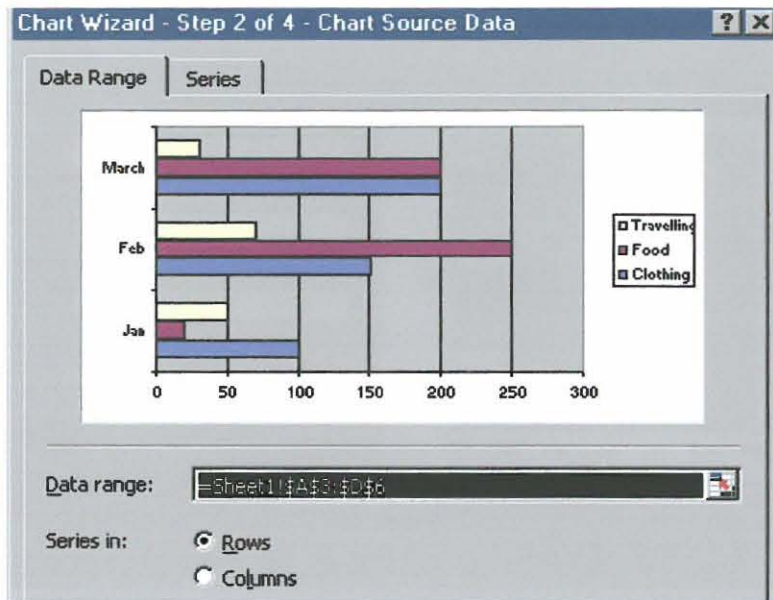 Chart Wizard - Step 2 of 4 - Chart Source Data
Data Range Series
March
Feb
Jan
0 50 100 150 200 250 300
Travelling
Food
Clothing
Data range: =Sheet1!$A$3:$D$6
Series in: Rows
Columns